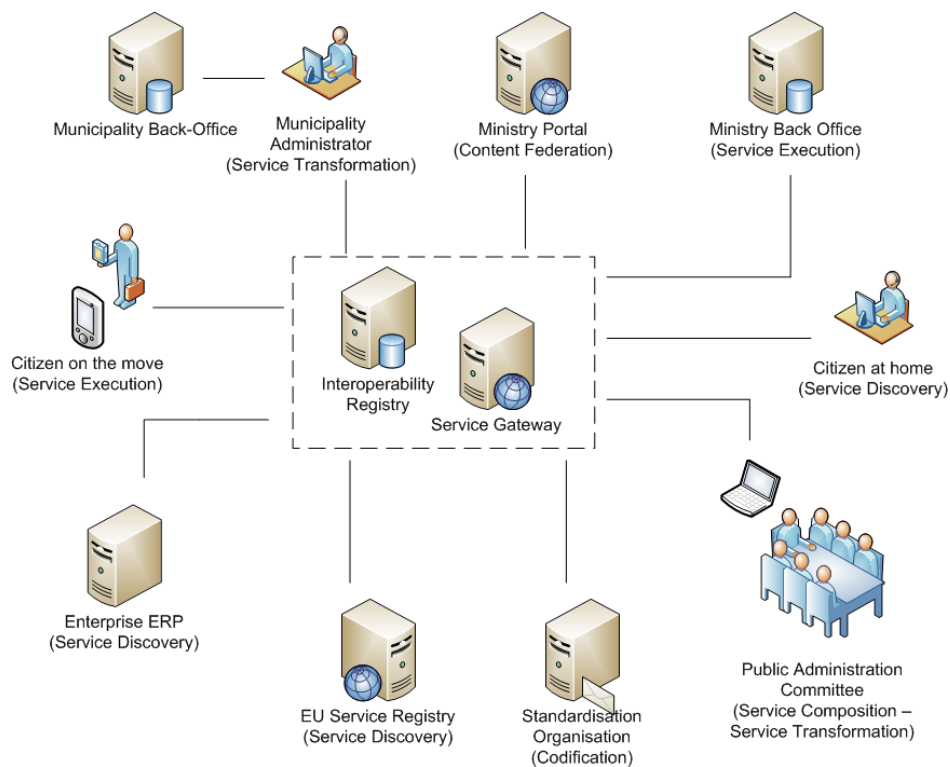 Municipality Back-Office
Municipality
Administrator
(Service Transformation)
Ministry Portal
(Content Federation)
Ministry Back Office
(Service Execution)
Citizen on the move
(Service Execution)
Interoperability
Registry
Service Gateway
Citizen at home
(Service Discovery)
Enterprise ERP
(Service Discovery)
EU Service Registry
(Service Discovery)
Standardisation
Organisation
(Codification)
Public Administration
Committee
(Service Composition –
Service Transformation)